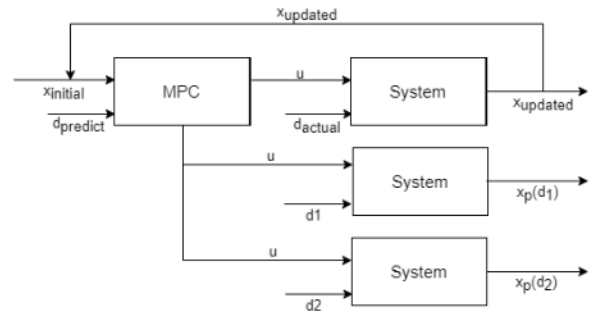 xupdated
u
MPC
System
xinitial
xupdated
dpredict
dactual
u
System
d1
xp(d1)
u
System
d2
xp(d2)